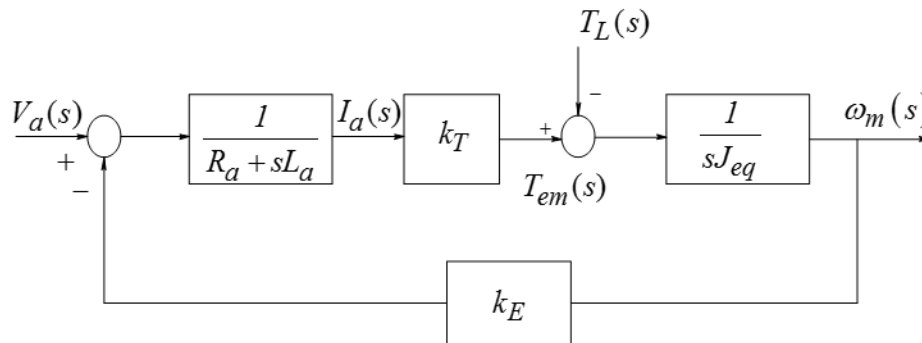 T_L(s)
−
V_a(s)
+
−
1
R_a + sL_a
I_a(s)
k_T
+
T_em(s)
1
sJ_eq
ω_m(s)
k_E